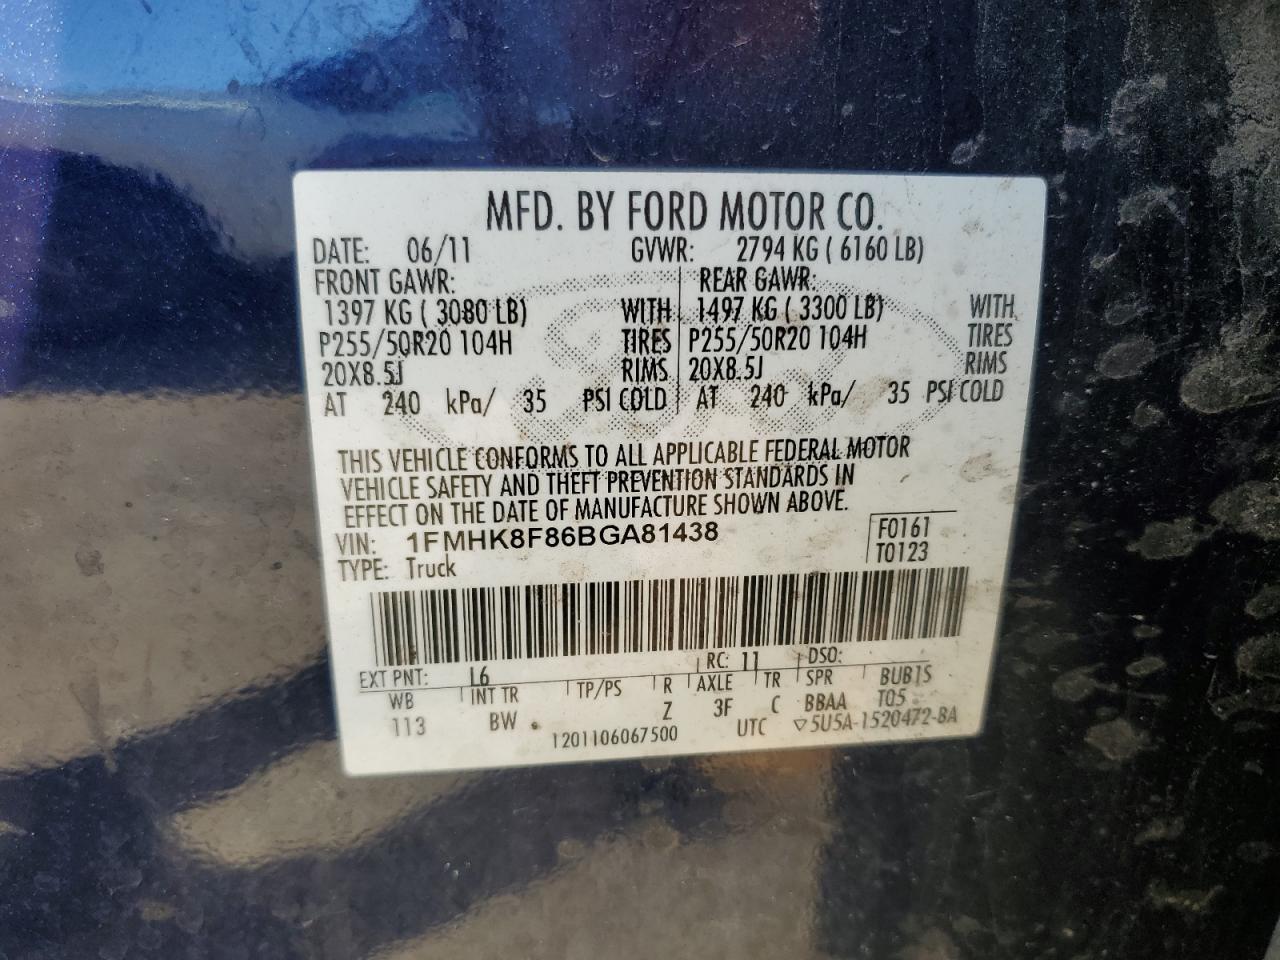 MFD. BY FORD MOTOR CO.
DATE: 06/11 GVWR: 2794 KG ( 6160 LB)
FRONT GAWR: REAR GAWR:
1397 KG ( 3080 LB) WITH 1497 KG ( 3300 LB) WITH
P255/50R20 104H TIRES P255/50R20 104H TIRES
20X8.5J RIMS 20X8.5J RIMS
AT 240 kPa/ 35 PSI COLD AT 240 kPa/ 35 PSI COLD
THIS VEHICLE CONFORMS TO ALL APPLICABLE FEDERAL MOTOR
VEHICLE SAFETY AND THEFT PREVENTION STANDARDS IN
EFFECT ON THE DATE OF MANUFACTURE SHOWN ABOVE.
VIN: 1FMHK8F86BGA81438 F0161
TYPE: Truck T0123
EXT PNT: L6 RC: 11 DSO:
WB INT TR TP/PS R AXLE TR SPR BUB1S
113 BW Z 3F C BBAA T05
1201106067500 UTC ▽5U5A-1520472-BA